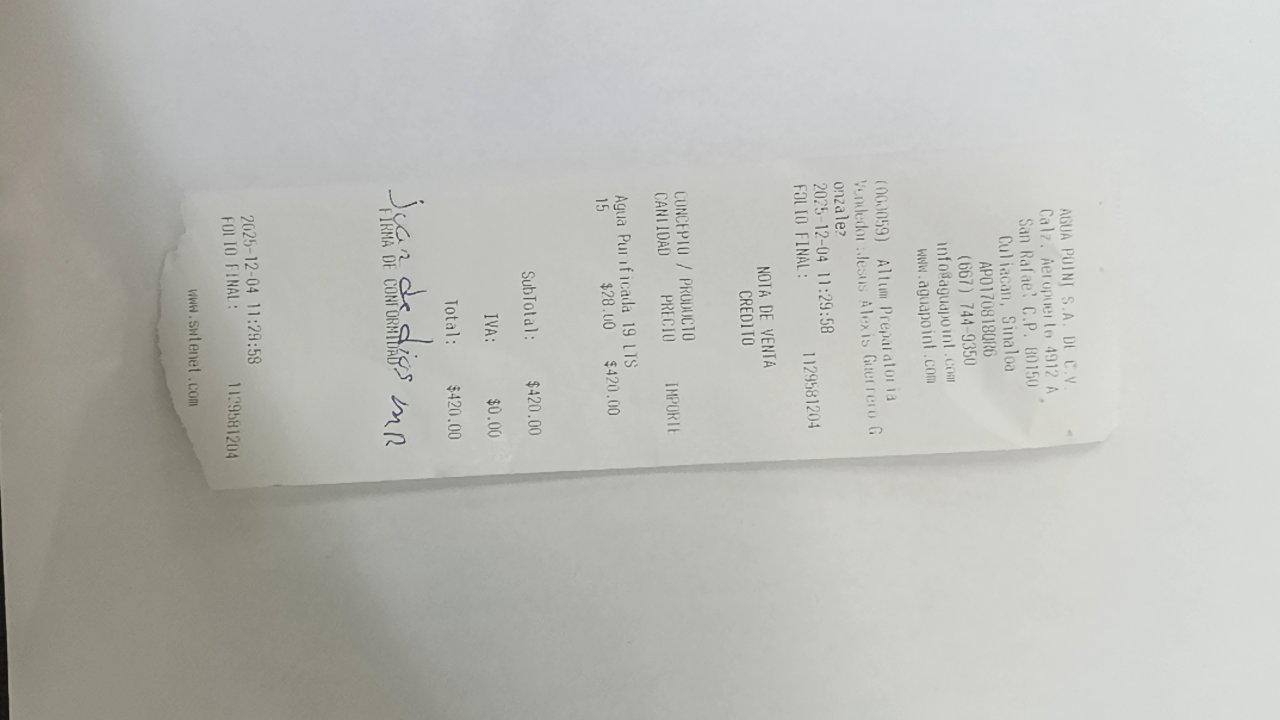 AGUA POINT S.A. DE C.V.
Calz. Aeropuerto 4912 A
San Rafael C.P. 80150
Culiacan, Sinaloa
APO170818QR6
(667) 744-9350
info@aguapoint.com
www.aguapoint.com
(003059) Altum Preparatoria
Vendedor:Jesus Alexis Guerrero G
onzalez
2025-12-04 11:29:58
FOLIO FINAL: 1129581204
NOTA DE VENTA
CREDITO
CONCEPTO / PRODUCTO
CANTIDAD PRECIO IMPORTE
Agua Purificada 19 LTS
15 $28.00 $420.00
SubTotal: $420.00
IVA: $0.00
Total: $420.00
Juan de dios MR
FIRMA DE CONFORMIDAD
2025-12-04 11:29:58
FOLIO FINAL: 1129581204
www.swtenet.com